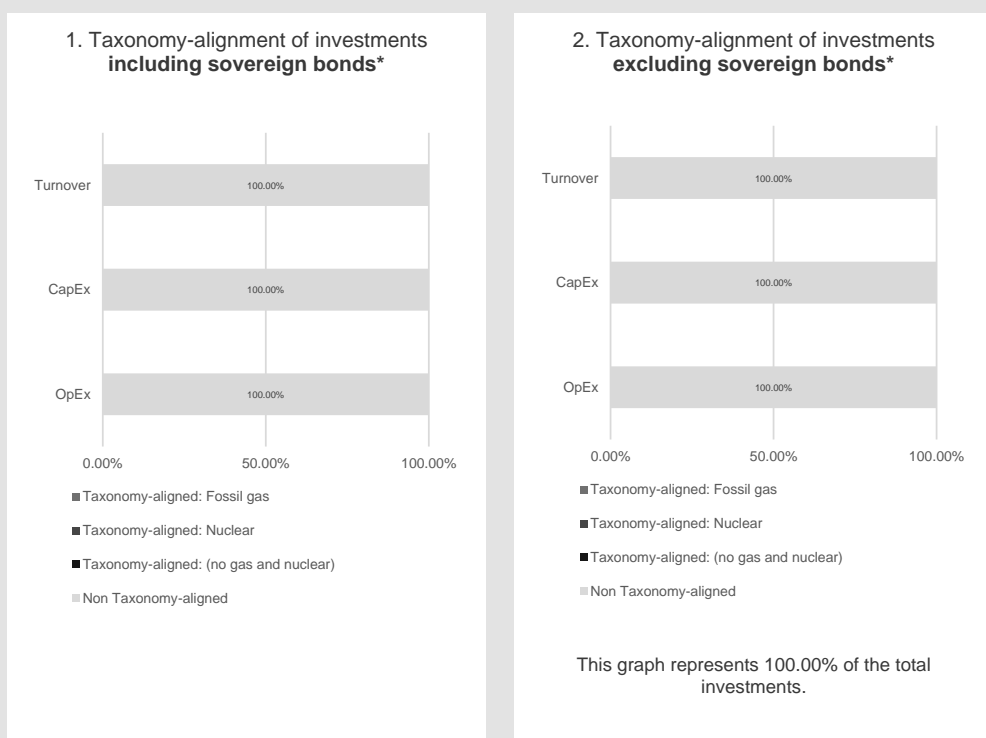 1. Taxonomy-alignment of investments
including sovereign bonds*
Turnover
100.00%
CapEx
100.00%
OpEx
100.00%
0.00%
50.00%
100.00%
Taxonomy-aligned: Fossil gas
Taxonomy-aligned: Nuclear
Taxonomy-aligned: (no gas and nuclear)
Non Taxonomy-aligned
2. Taxonomy-alignment of investments
excluding sovereign bonds*
Turnover
100.00%
CapEx
100.00%
OpEx
100.00%
0.00%
50.00%
100.00%
Taxonomy-aligned: Fossil gas
Taxonomy-aligned: Nuclear
Taxonomy-aligned: (no gas and nuclear)
Non Taxonomy-aligned
This graph represents 100.00% of the total
investments.